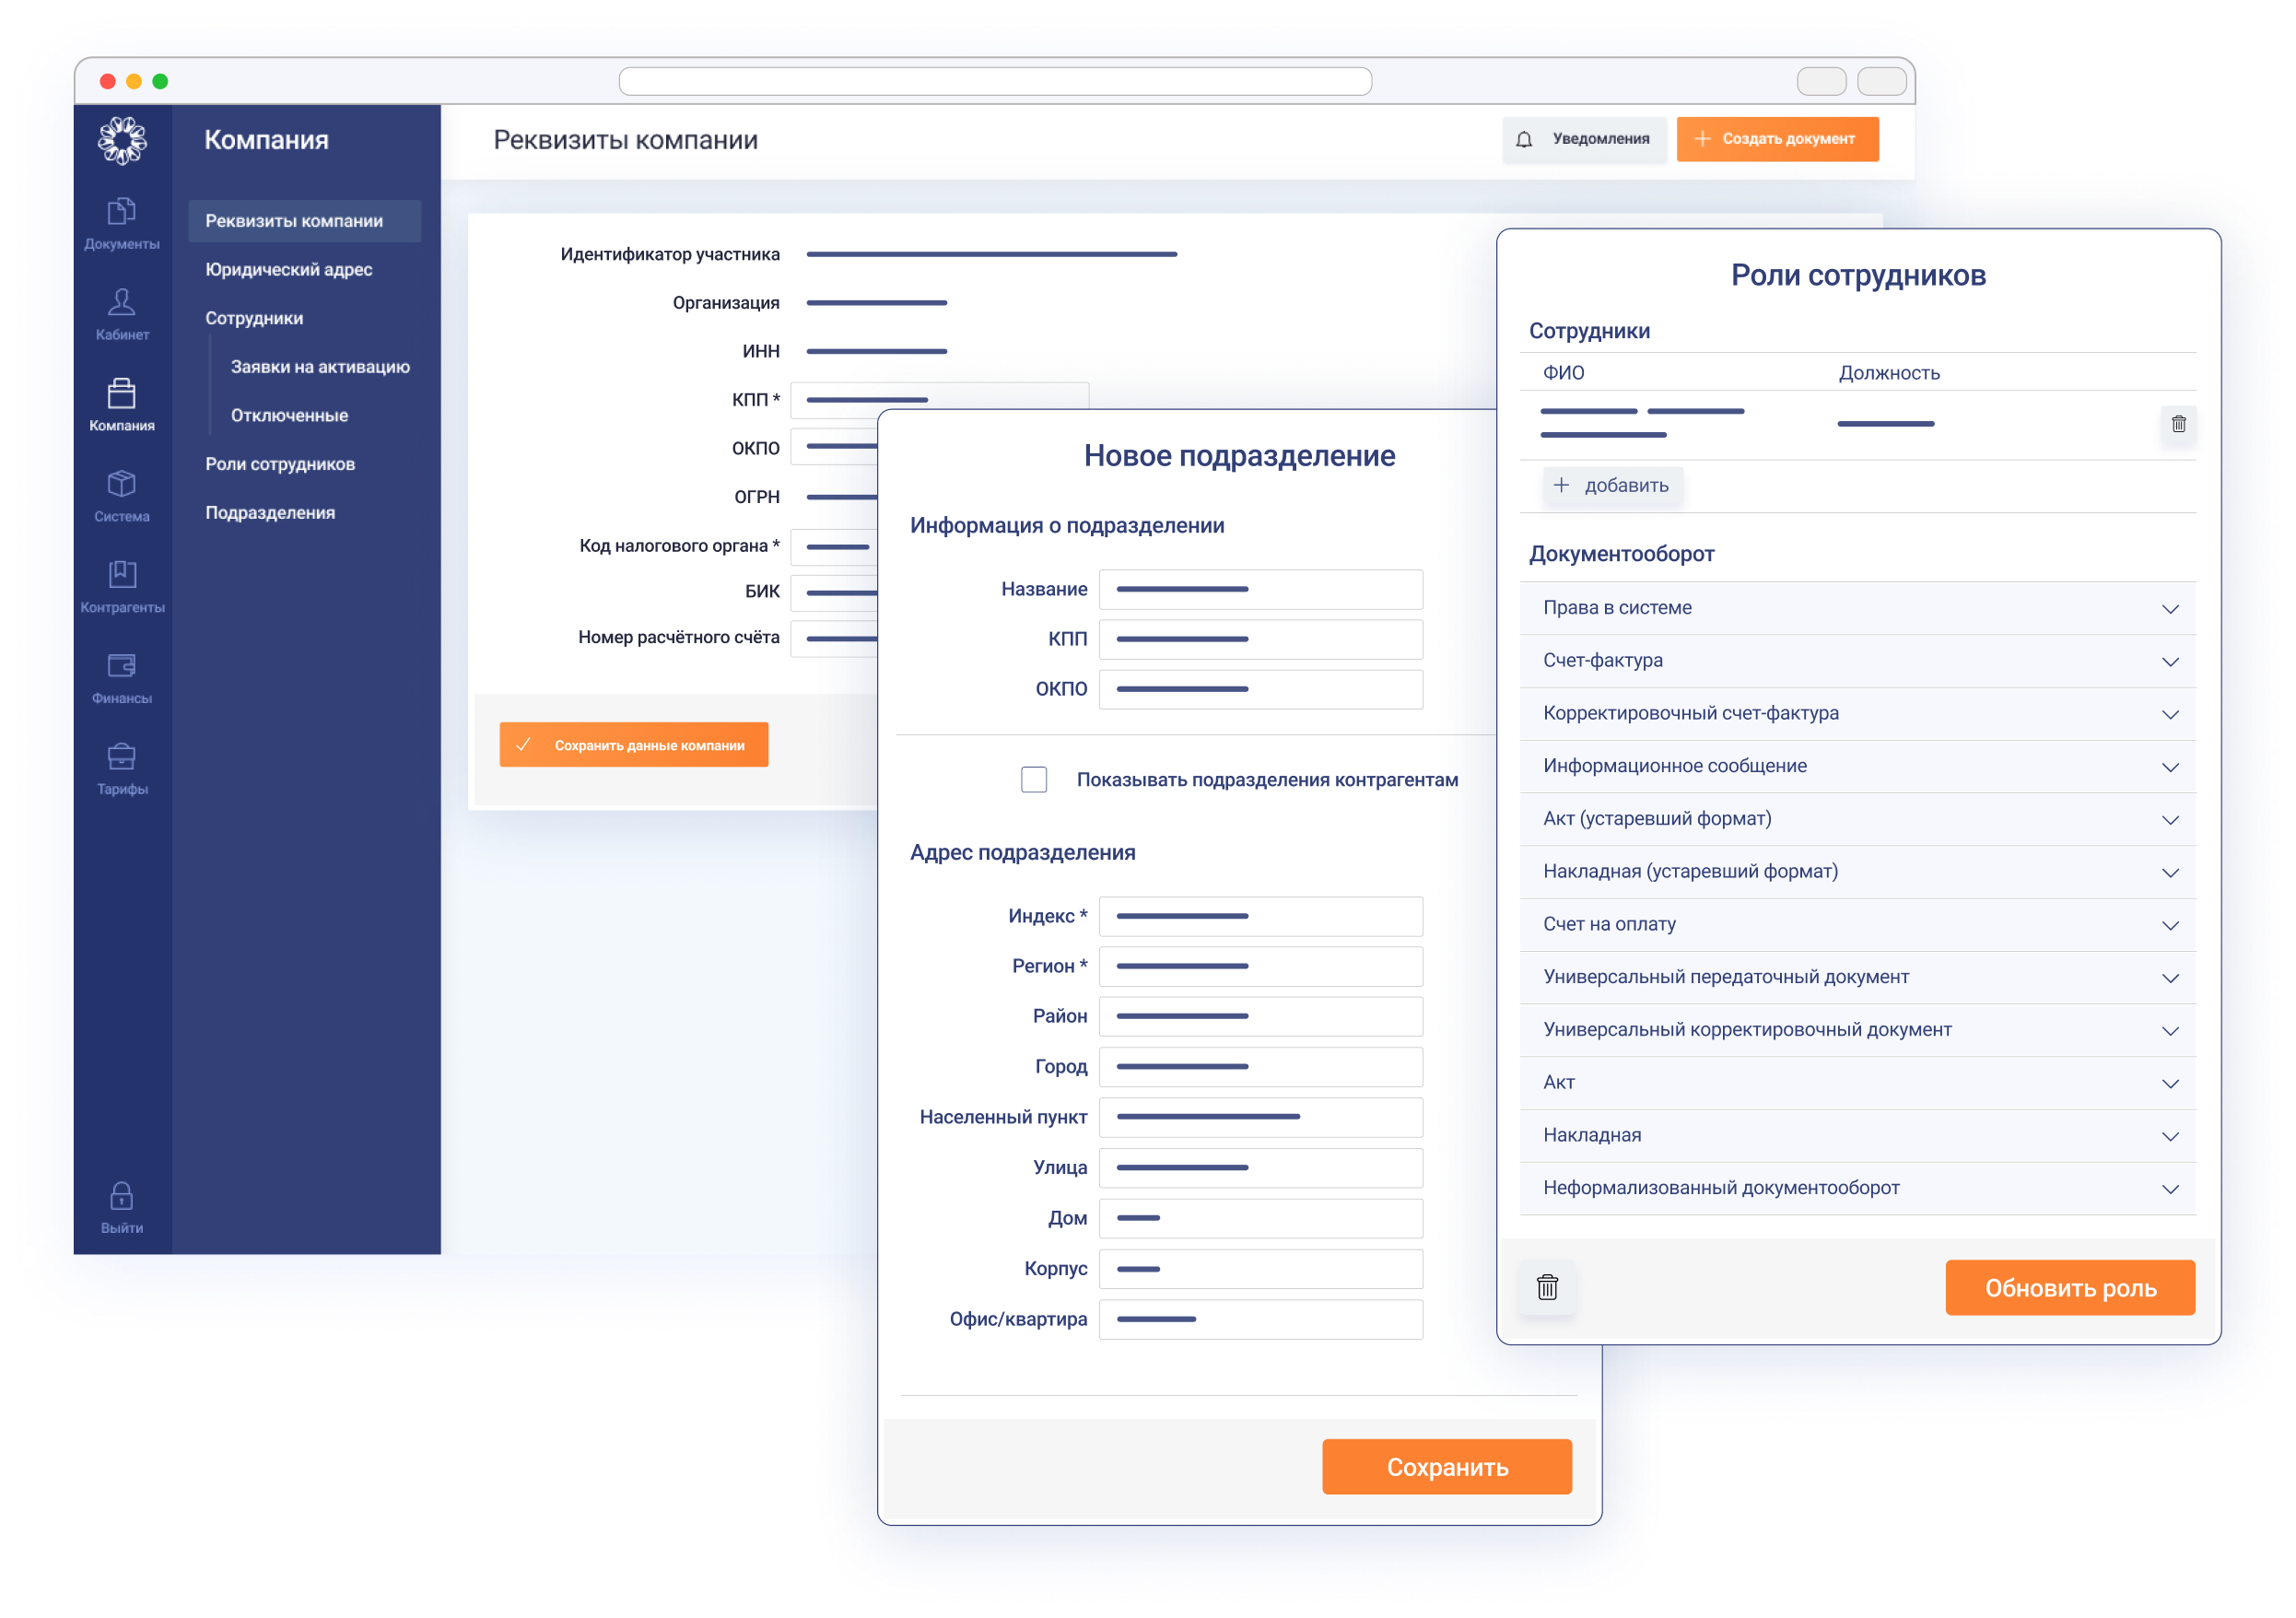 Компания
Реквизиты компании
Уведомления
Создать документ
Документы
Кабинет
Компания
Система
Контрагенты
Финансы
Тарифы
Выйти
Реквизиты компании
Юридический адрес
Сотрудники
Заявки на активацию
Отключенные
Роли сотрудников
Подразделения
Идентификатор участника
Организация
ИНН
КПП *
ОКПО
ОГРН
Код налогового органа *
БИК
Номер расчётного счёта
Сохранить данные компании
Новое подразделение
Информация о подразделении
Название
КПП
ОКПО
Показывать подразделения контрагентам
Адрес подразделения
Индекс *
Регион *
Район
Город
Населенный пункт
Улица
Дом
Корпус
Офис/квартира
Сохранить
Роли сотрудников
Сотрудники
ФИО Должность
добавить
Документооборот
Права в системе
Счет-фактура
Корректировочный счет-фактура
Информационное сообщение
Акт (устаревший формат)
Накладная (устаревший формат)
Счет на оплату
Универсальный передаточный документ
Универсальный корректировочный документ
Акт
Накладная
Неформализованный документооборот
Обновить роль